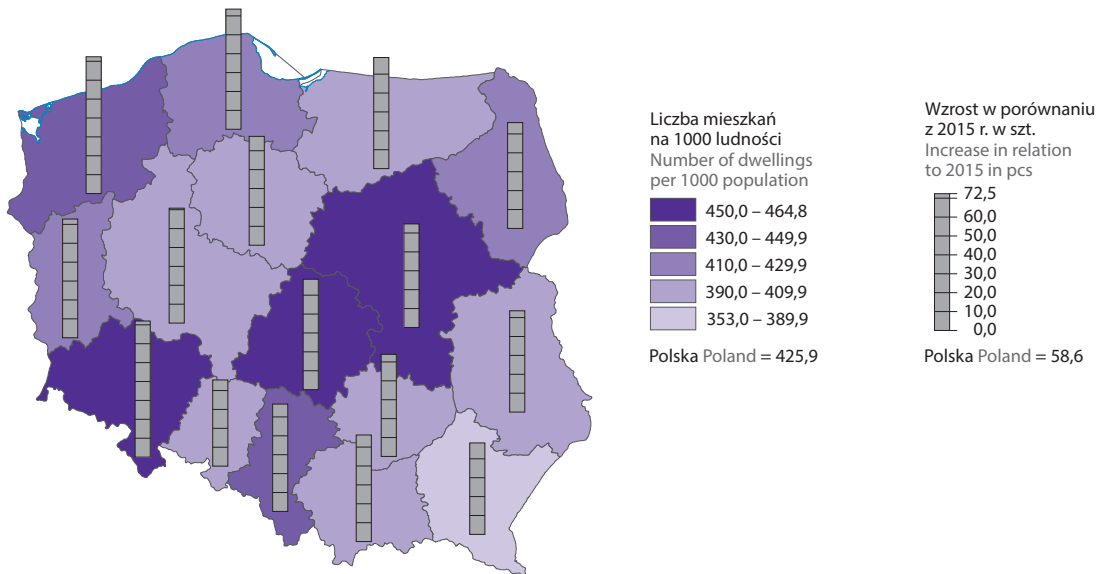 Liczba mieszkań
na 1000 ludności
Number of dwellings
per 1000 population
450,0 – 464,8
430,0 – 449,9
410,0 – 429,9
390,0 – 409,9
353,0 – 389,9
Polska Poland = 425,9
Wzrost w porównaniu
z 2015 r. w szt.
Increase in relation
to 2015 in pcs
72,5
60,0
50,0
40,0
30,0
20,0
10,0
0,0
Polska Poland = 58,6